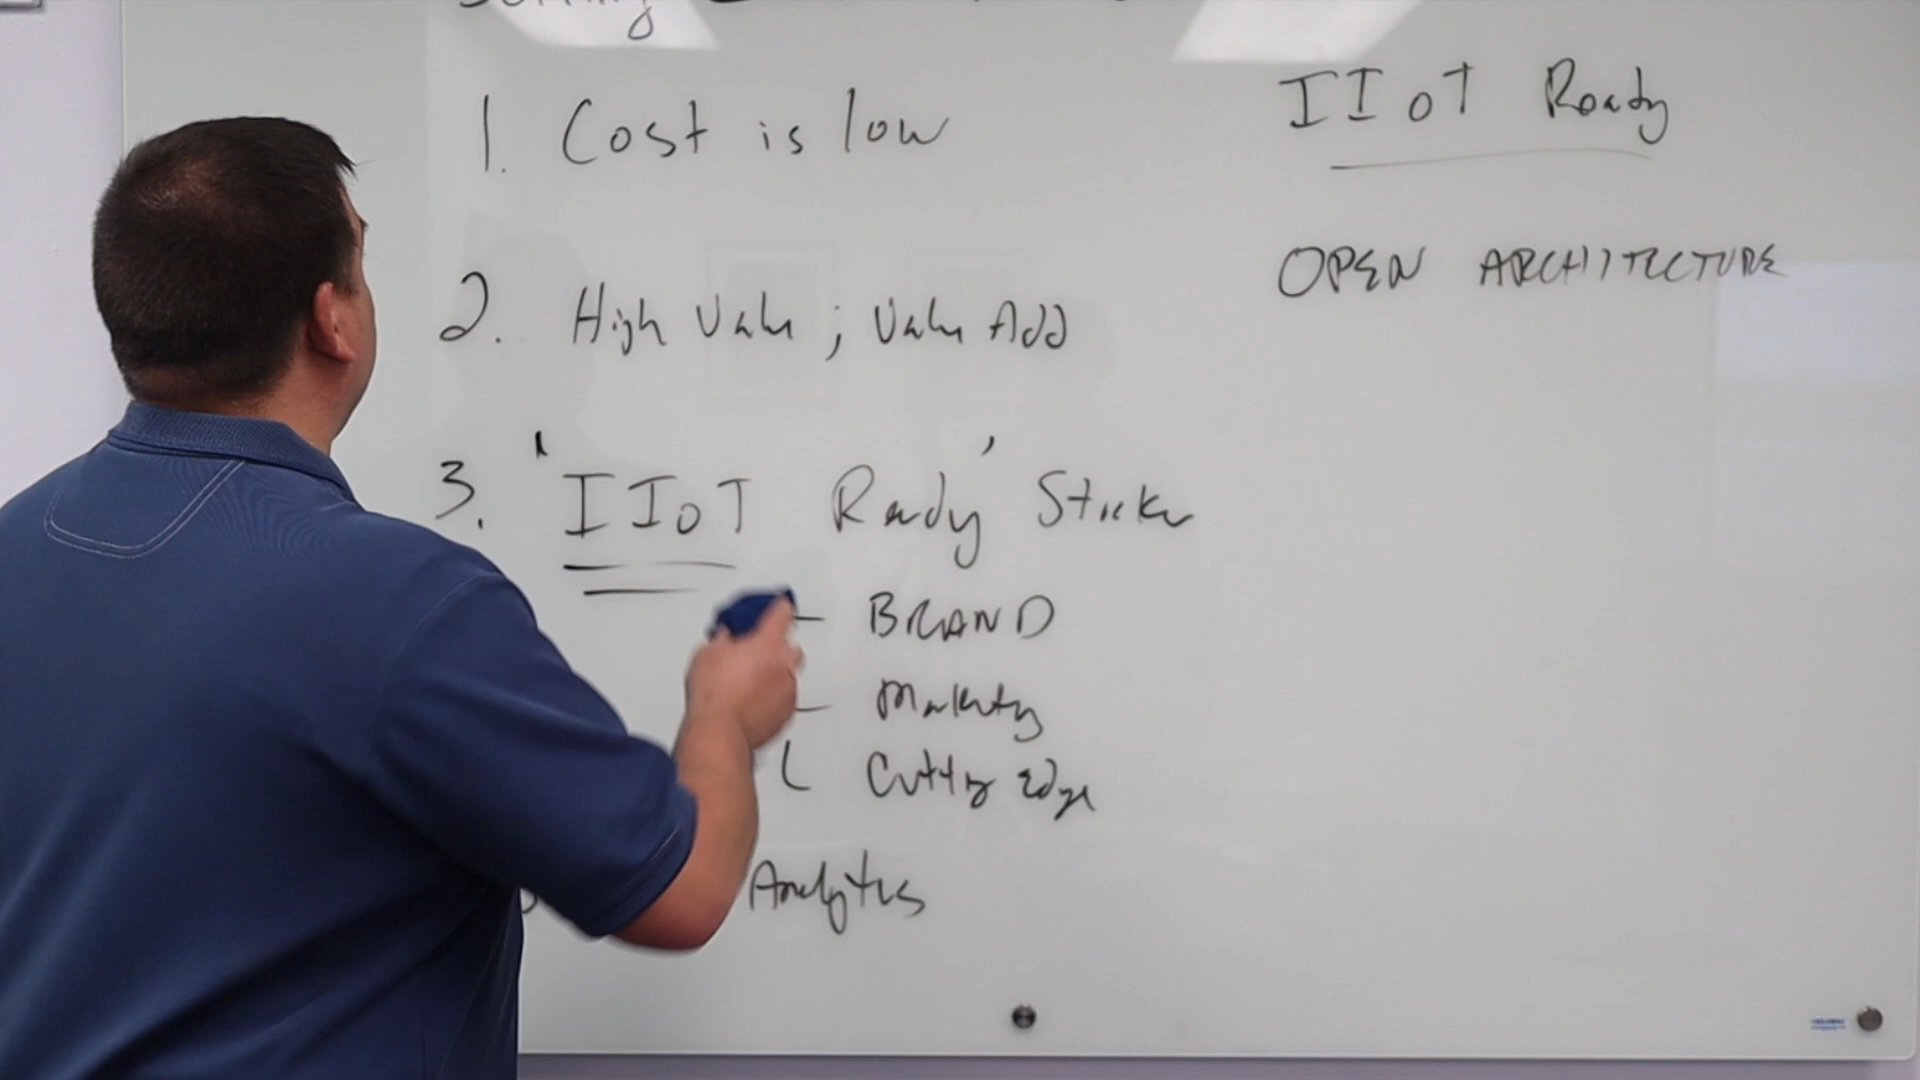 1. Cost is low
2. High Value ; Value Add
3. 'IIoT Ready' Sticker
- BRAND
- Marketing
Cutting Edge
Analytics
IIoT Ready
OPEN ARCHITECTURE